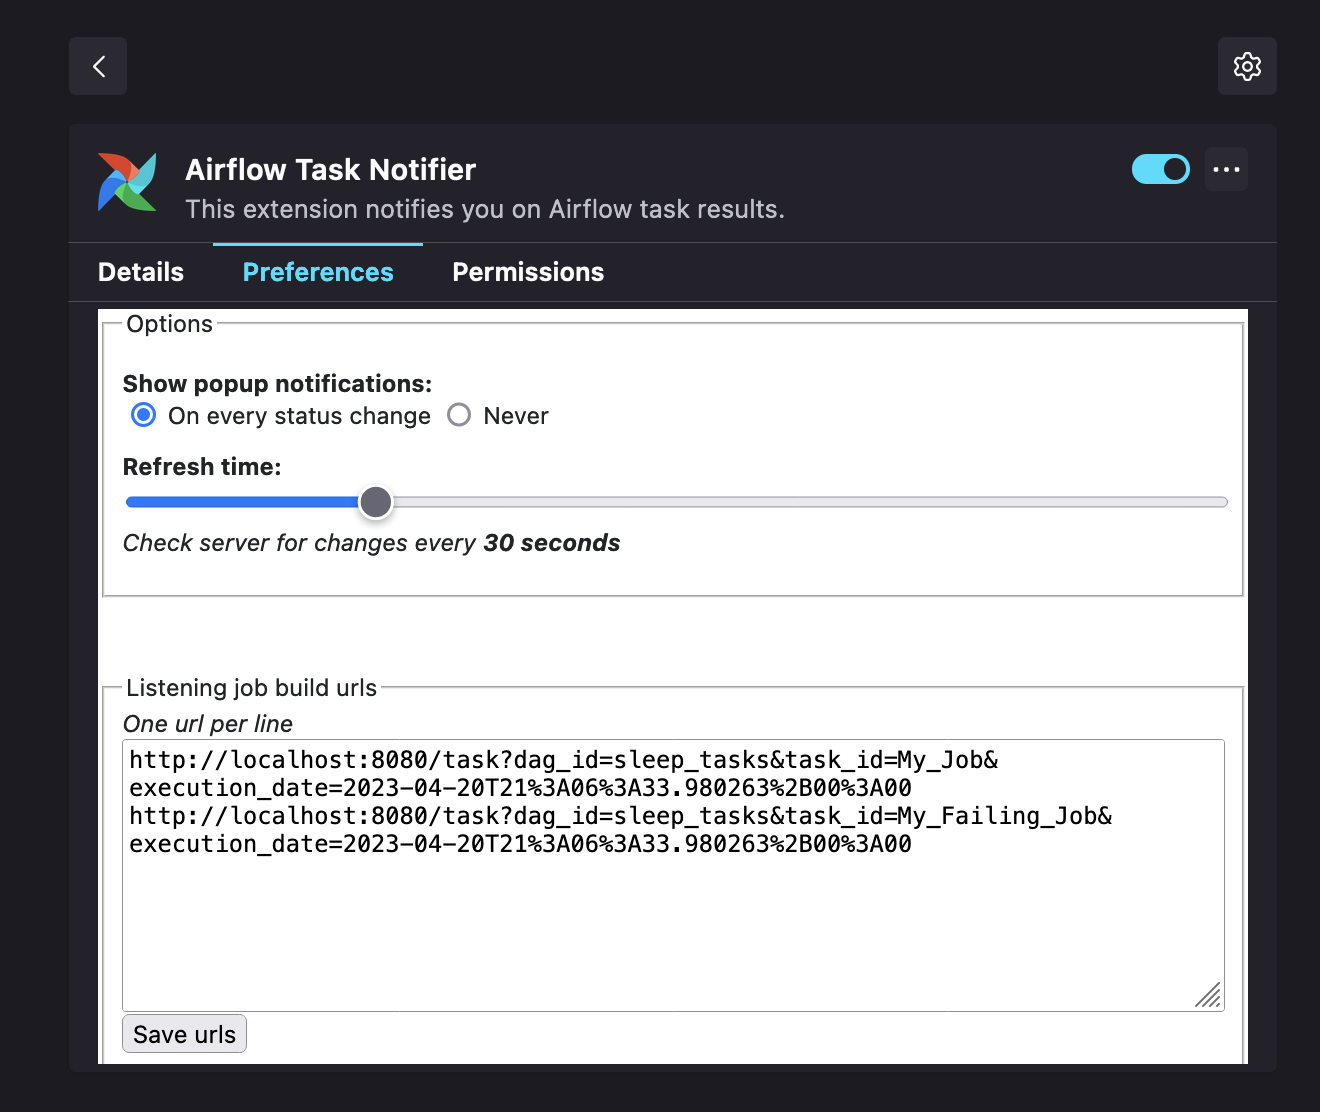 Airflow Task Notifier
This extension notifies you on Airflow task results.
Details Preferences Permissions
Options
Show popup notifications:
On every status change Never
Refresh time:
Check server for changes every 30 seconds
Listening job build urls
One url per line
http://localhost:8080/task?dag_id=sleep_tasks&task_id=My_Job&
execution_date=2023-04-20T21%3A06%3A33.980263%2B00%3A00
http://localhost:8080/task?dag_id=sleep_tasks&task_id=My_Failing_Job&
execution_date=2023-04-20T21%3A06%3A33.980263%2B00%3A00
Save urls